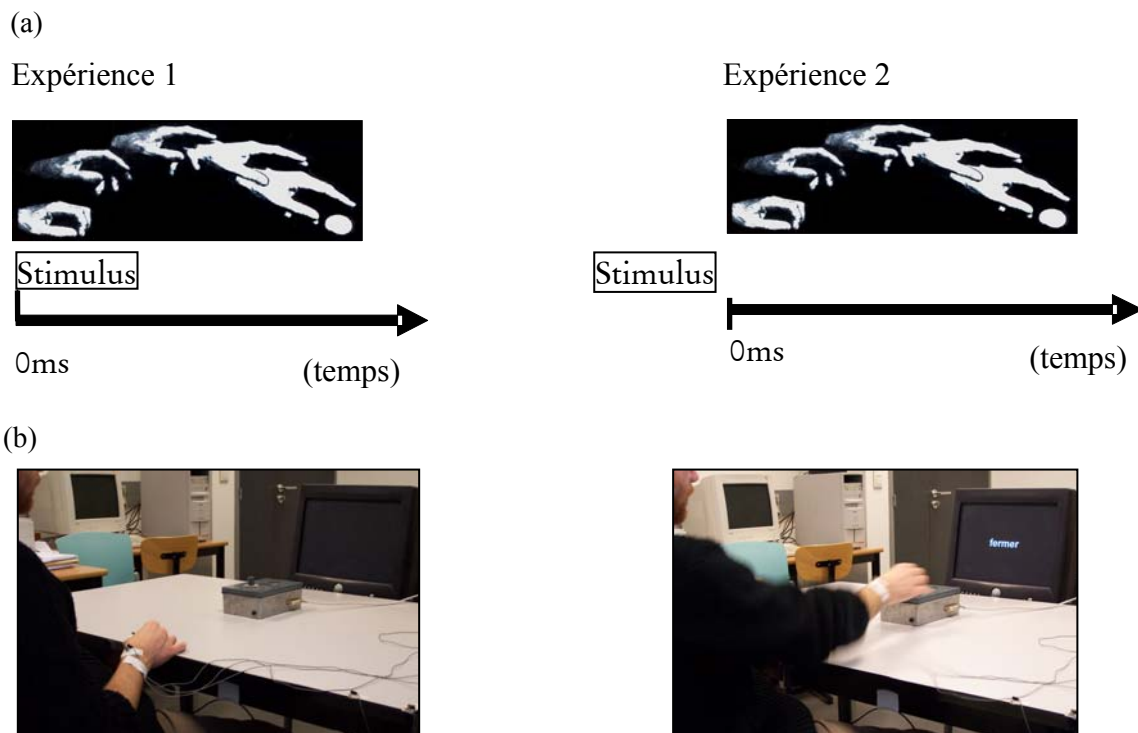 (a)
Expérience 1
Expérience 2
Stimulus
Stimulus
0ms
(temps)
0ms
(temps)
(b)
fermer